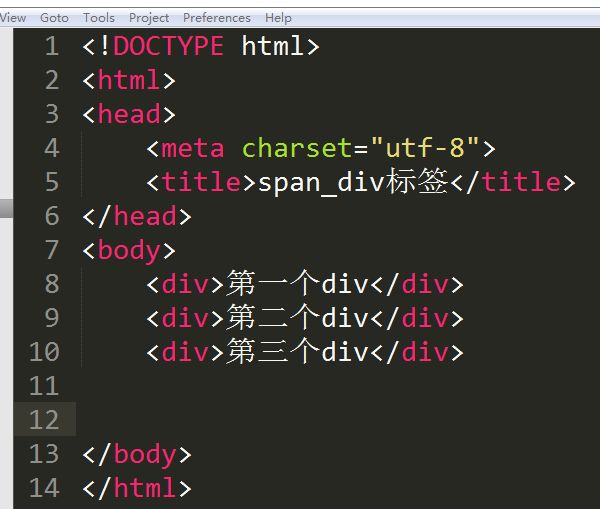 View Goto Tools Project Preferences Help
1 <!DOCTYPE html>
2 <html>
3 <head>
4     <meta charset="utf-8">
5     <title>span_div标签</title>
6 </head>
7 <body>
8     <div>第一个div</div>
9     <div>第二个div</div>
10     <div>第三个div</div>
11
12
13 </body>
14 </html>